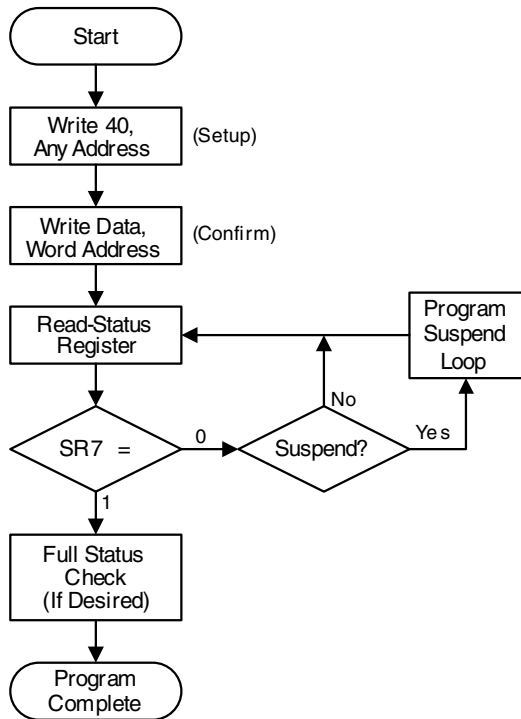 Start
Write 40,
Any Address
(Setup)
Write Data,
Word Address
(Confirm)
Read-Status
Register
Program
Suspend
Loop
No
SR7 =
0
Suspend?
Yes
1
Full Status
Check
(If Desired)
Program
Complete